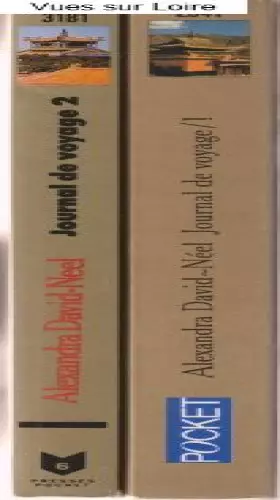 Vues sur Loire
3181
Alexandra David-Neel Journal de voyage 2
6
PRESSES
POCKET
Alexandra David-Néel Journal de voyage/1
POCKET